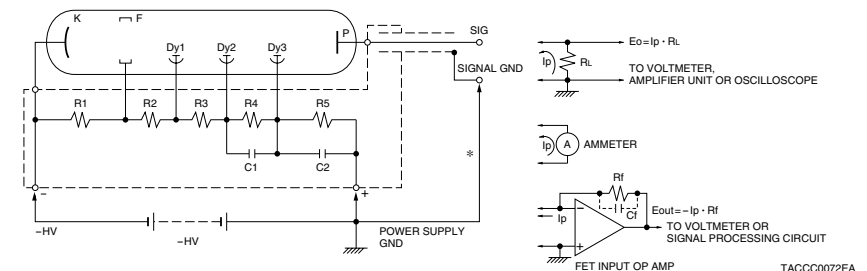 K
F
Dy1
Dy2
Dy3
P
SIG
SIGNAL GND
R1
R2
R3
R4
R5
C1
C2
*
-
+
−HV
−HV
POWER SUPPLY
GND
Ip
RL
Eo=Ip · RL
TO VOLTMETER,
AMPLIFIER UNIT OR OSCILLOSCOPE
Ip
A
AMMETER
Rf
Cf
Ip
−
+
Eout=−Ip · Rf
TO VOLTMETER OR
SIGNAL PROCESSING CIRCUIT
FET INPUT OP AMP
TACCC0072EA